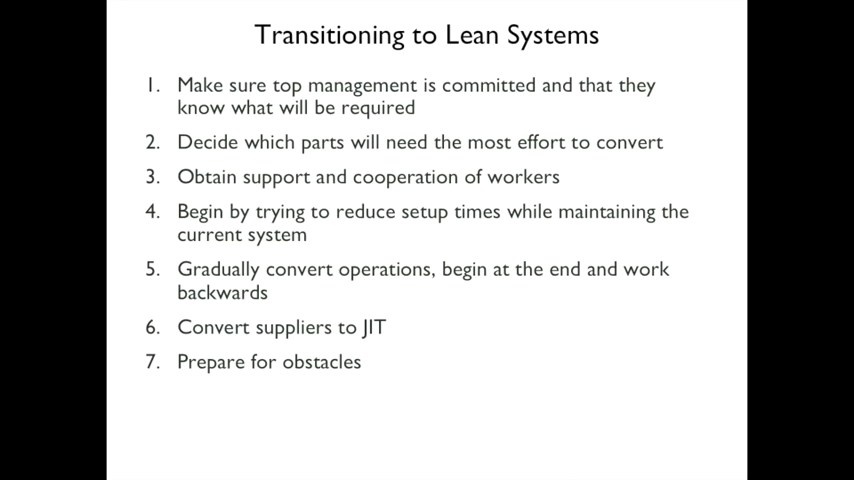 Transitioning to Lean Systems
1. Make sure top management is committed and that they
know what will be required
2. Decide which parts will need the most effort to convert
3. Obtain support and cooperation of workers
4. Begin by trying to reduce setup times while maintaining the
current system
5. Gradually convert operations, begin at the end and work
backwards
6. Convert suppliers to JIT
7. Prepare for obstacles